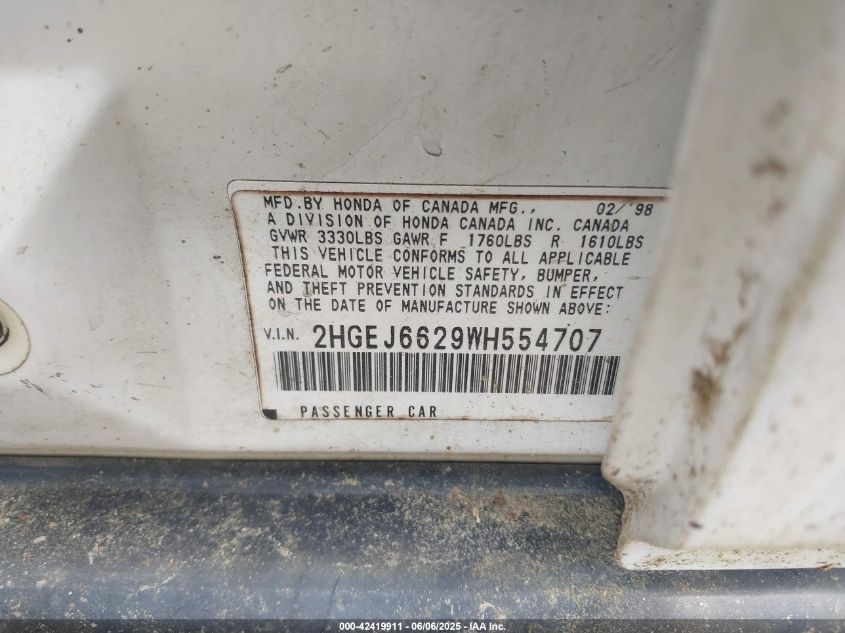 MFD.BY HONDA OF CANADA MFG., 02/'98
A DIVISION OF HONDA CANADA INC. CANADA
GVWR 3330LBS GAWR F 1760LBS R 1610LBS
THIS VEHICLE CONFORMS TO ALL APPLICABLE
FEDERAL MOTOR VEHICLE SAFETY, BUMPER,
AND THEFT PREVENTION STANDARDS IN EFFECT
ON THE DATE OF MANUFACTURE SHOWN ABOVE:
V.I.N. 2HGEJ6629WH554707
PASSENGER CAR
000-42419911 - 06/06/2025 - IAA Inc.